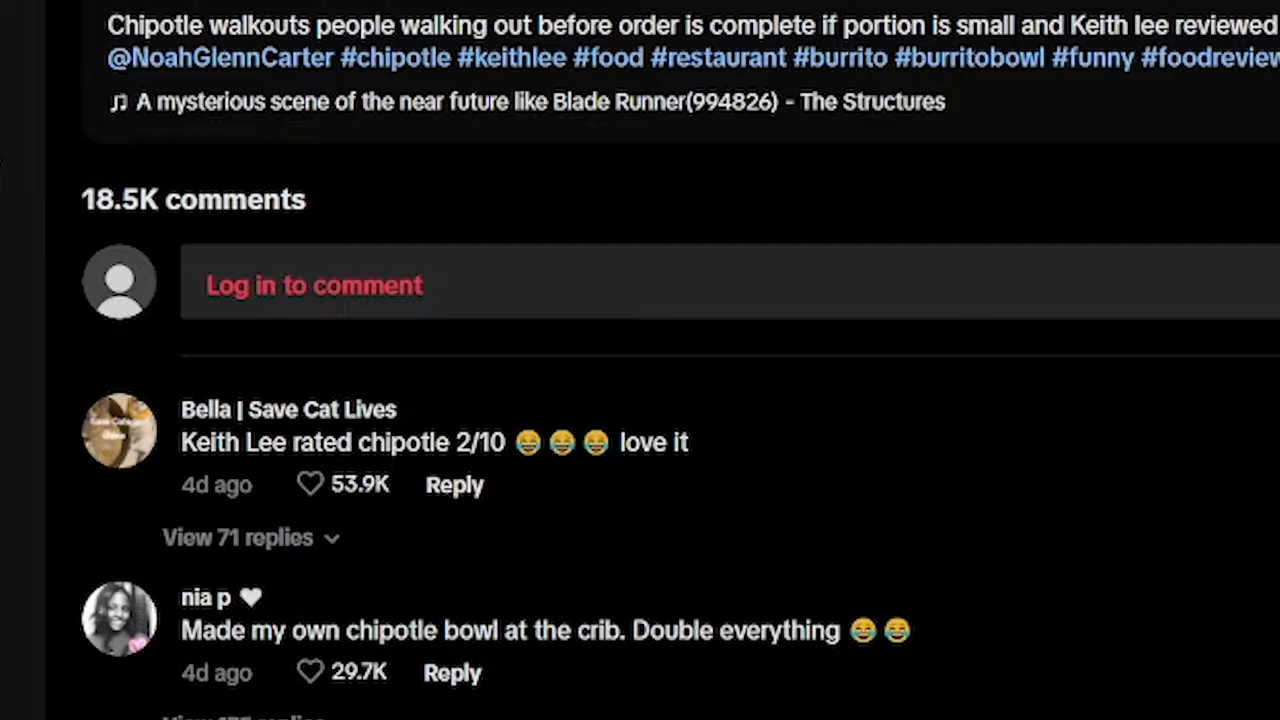 Chipotle walkouts people walking out before order is complete if portion is small and Keith lee reviewed
@NoahGlennCarter #chipotle #keithlee #food #restaurant #burrito #burritobowl #funny #foodreview
♫ A mysterious scene of the near future like Blade Runner(994826) - The Structures
18.5K comments
Log in to comment
Bella | Save Cat Lives
Keith Lee rated chipotle 2/10 😂 😂 😂 love it
4d ago 53.9K Reply
View 71 replies
nia p 🤍
Made my own chipotle bowl at the crib. Double everything 😂 😂
4d ago 29.7K Reply